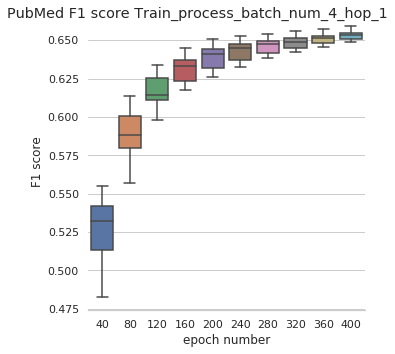 PubMed F1 score Train_process_batch_num_4_hop_1
0.650
0.625
0.600
0.575
0.550
0.525
0.500
0.475
F1 score
40 80 120 160 200 240 280 320 360 400
epoch number